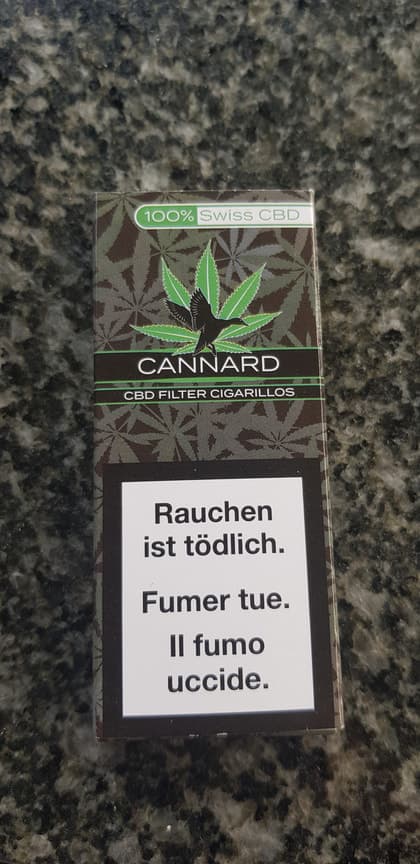 100% Swiss CBD
CANNARD
CBD FILTER CIGARILLOS
Rauchen
ist tödlich.
Fumer tue.
Il fumo
uccide.